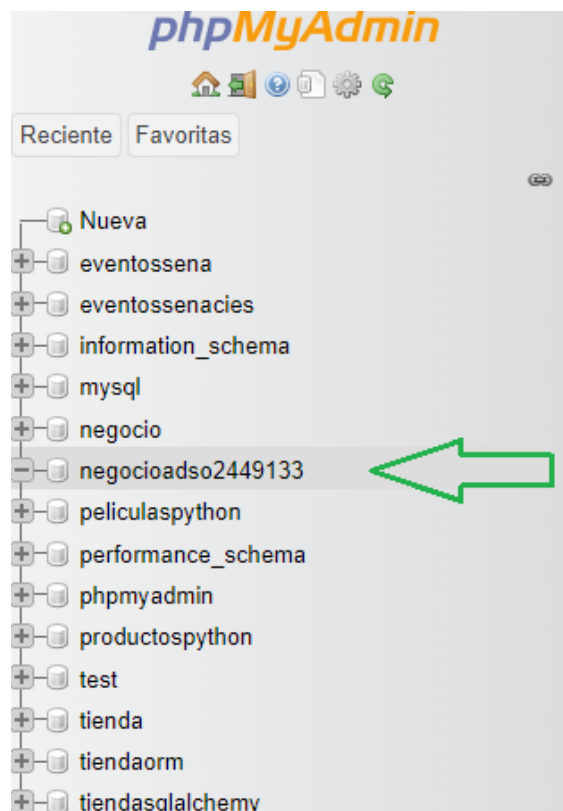 phpMyAdmin
Reciente Favoritas
Nueva
eventossena
eventossenacies
information_schema
mysql
negocio
negocioadso2449133
peliculaspython
performance_schema
phpmyadmin
productospython
test
tienda
tiendaorm
tiendasqlalchemy